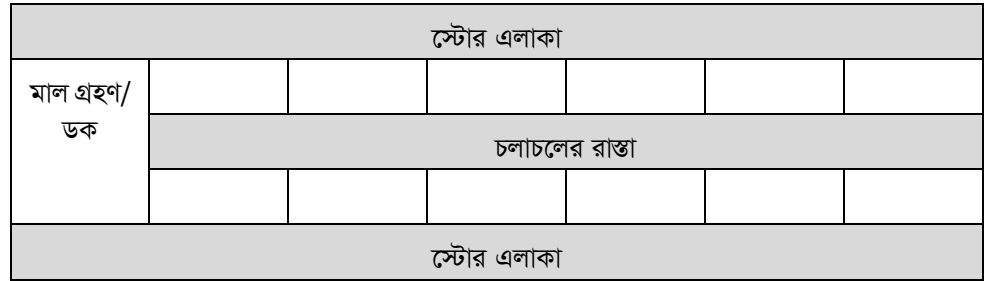 স্টোর এলাকা
মাল গ্রহণ/
ডক
চলাচলের রাস্তা
স্টোর এলাকা